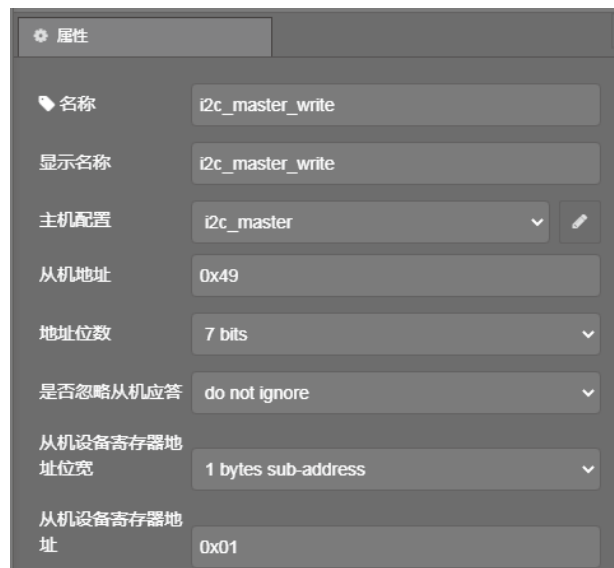 属性
名称
i2c_master_write
显示名称
i2c_master_write
主机配置
i2c_master
从机地址
0x49
地址位数
7 bits
是否忽略从机应答
do not ignore
从机设备寄存器地
址位宽
1 bytes sub-address
从机设备寄存器地
址
0x01